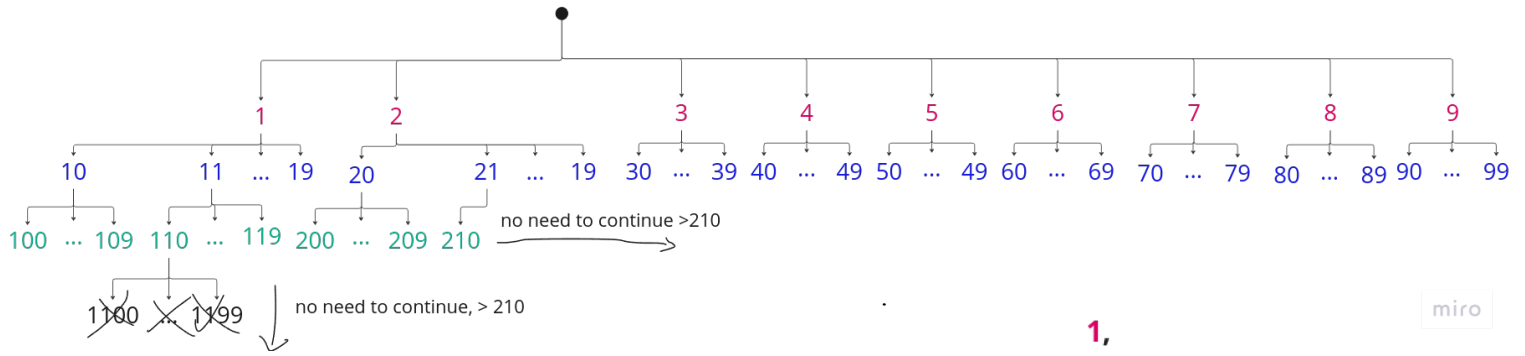 1 2 3 4 5 6 7 8 9
10 11 ... 19 20 21 ... 19 30 ... 39 40 ... 49 50 ... 49 60 ... 69 70 ... 79 80 ... 89 90 ... 99
no need to continue >210
100 ... 109 110 ... 119 200 ... 209 210
1100 ... 1199
no need to continue, > 210
miro
1,